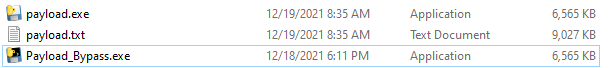 payload.exe 12/19/2021 8:35 AM Application 6,565 KB
payload.txt 12/19/2021 8:35 AM Text Document 9,027 KB
Payload_Bypass.exe 12/18/2021 6:11 PM Application 6,565 KB